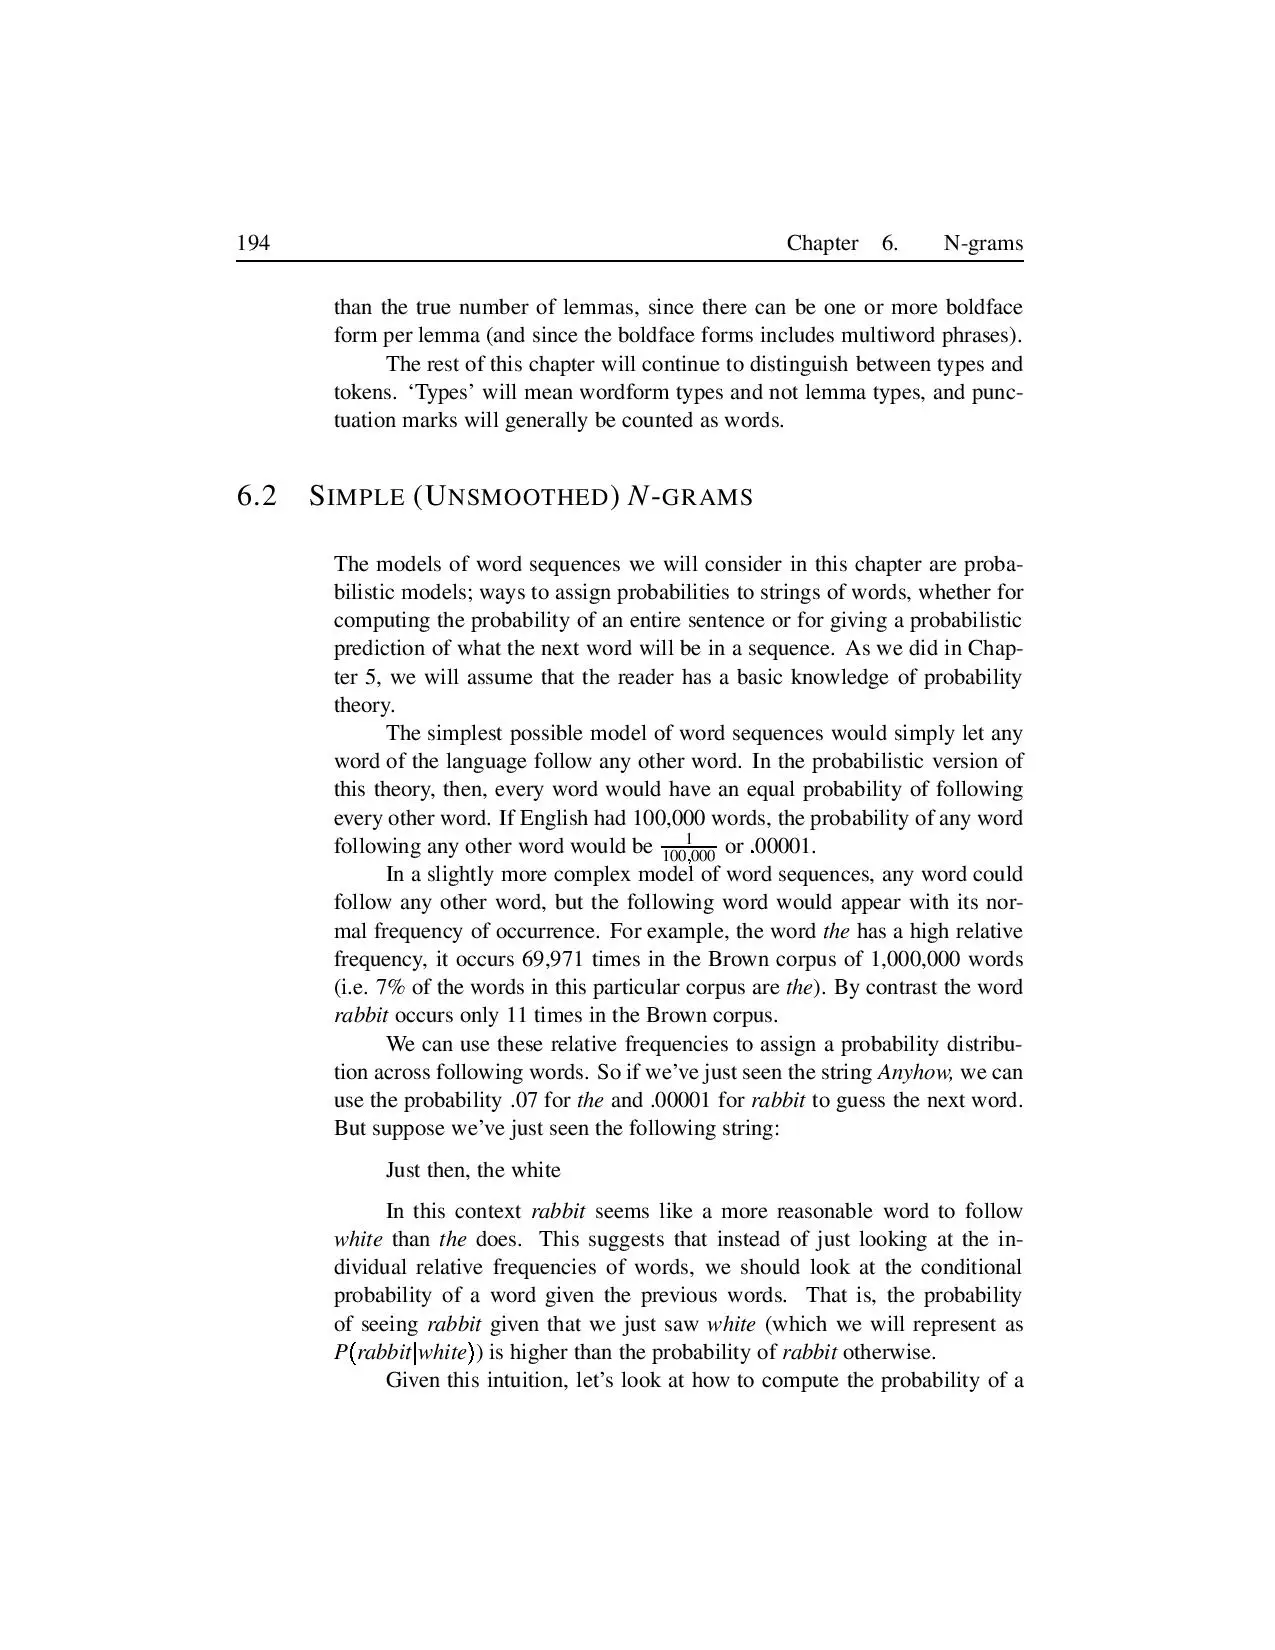 194 Chapter 6. N-grams
than the true number of lemmas, since there can be one or more boldface
form per lemma (and since the boldface forms includes multiword phrases).
The rest of this chapter will continue to distinguish between types and
tokens. ‘Types’ will mean wordform types and not lemma types, and punc-
tuation marks will generally be counted as words.
6.2 SIMPLE (UNSMOOTHED) N-GRAMS
The models of word sequences we will consider in this chapter are proba-
bilistic models; ways to assign probabilities to strings of words, whether for
computing the probability of an entire sentence or for giving a probabilistic
prediction of what the next word will be in a sequence. As we did in Chap-
ter 5, we will assume that the reader has a basic knowledge of probability
theory.
The simplest possible model of word sequences would simply let any
word of the language follow any other word. In the probabilistic version of
this theory, then, every word would have an equal probability of following
every other word. If English had 100,000 words, the probability of any word
following any other word would be 1/100,000 or .00001.
In a slightly more complex model of word sequences, any word could
follow any other word, but the following word would appear with its nor-
mal frequency of occurrence. For example, the word the has a high relative
frequency, it occurs 69,971 times in the Brown corpus of 1,000,000 words
(i.e. 7% of the words in this particular corpus are the). By contrast the word
rabbit occurs only 11 times in the Brown corpus.
We can use these relative frequencies to assign a probability distribu-
tion across following words. So if we’ve just seen the string Anyhow, we can
use the probability .07 for the and .00001 for rabbit to guess the next word.
But suppose we’ve just seen the following string:
Just then, the white
In this context rabbit seems like a more reasonable word to follow
white than the does. This suggests that instead of just looking at the in-
dividual relative frequencies of words, we should look at the conditional
probability of a word given the previous words. That is, the probability
of seeing rabbit given that we just saw white (which we will represent as
P(rabbit|white)) is higher than the probability of rabbit otherwise.
Given this intuition, let’s look at how to compute the probability of a